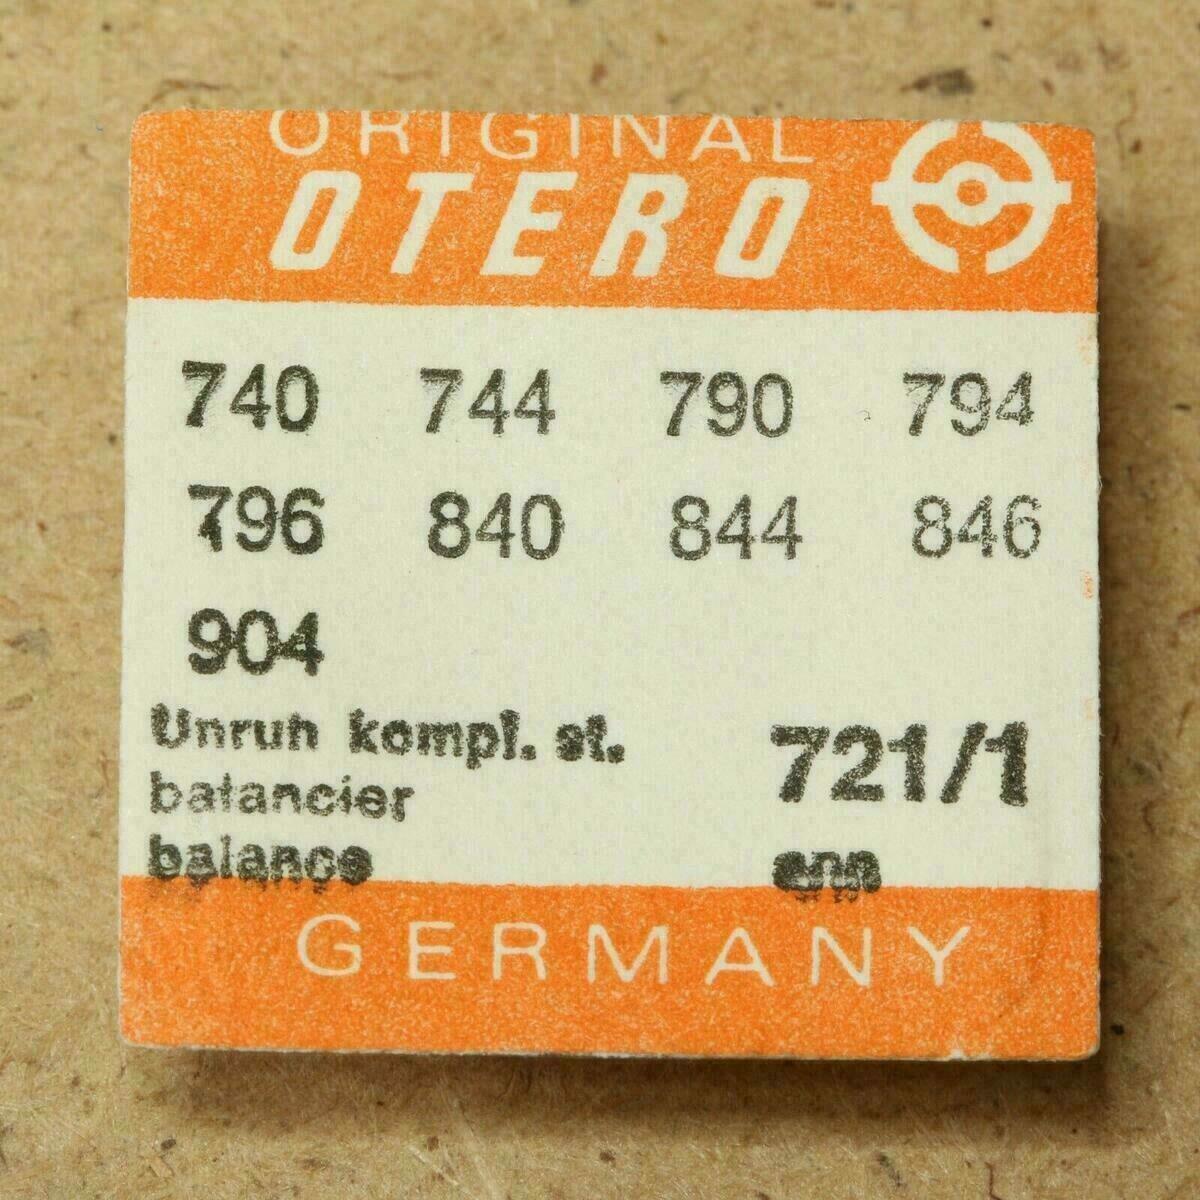 ORIGINAL
OTERO
740 744 790 794
796 840 844 846
904
Unruh kompl. st. 721/1
balancier
balance ann
GERMANY